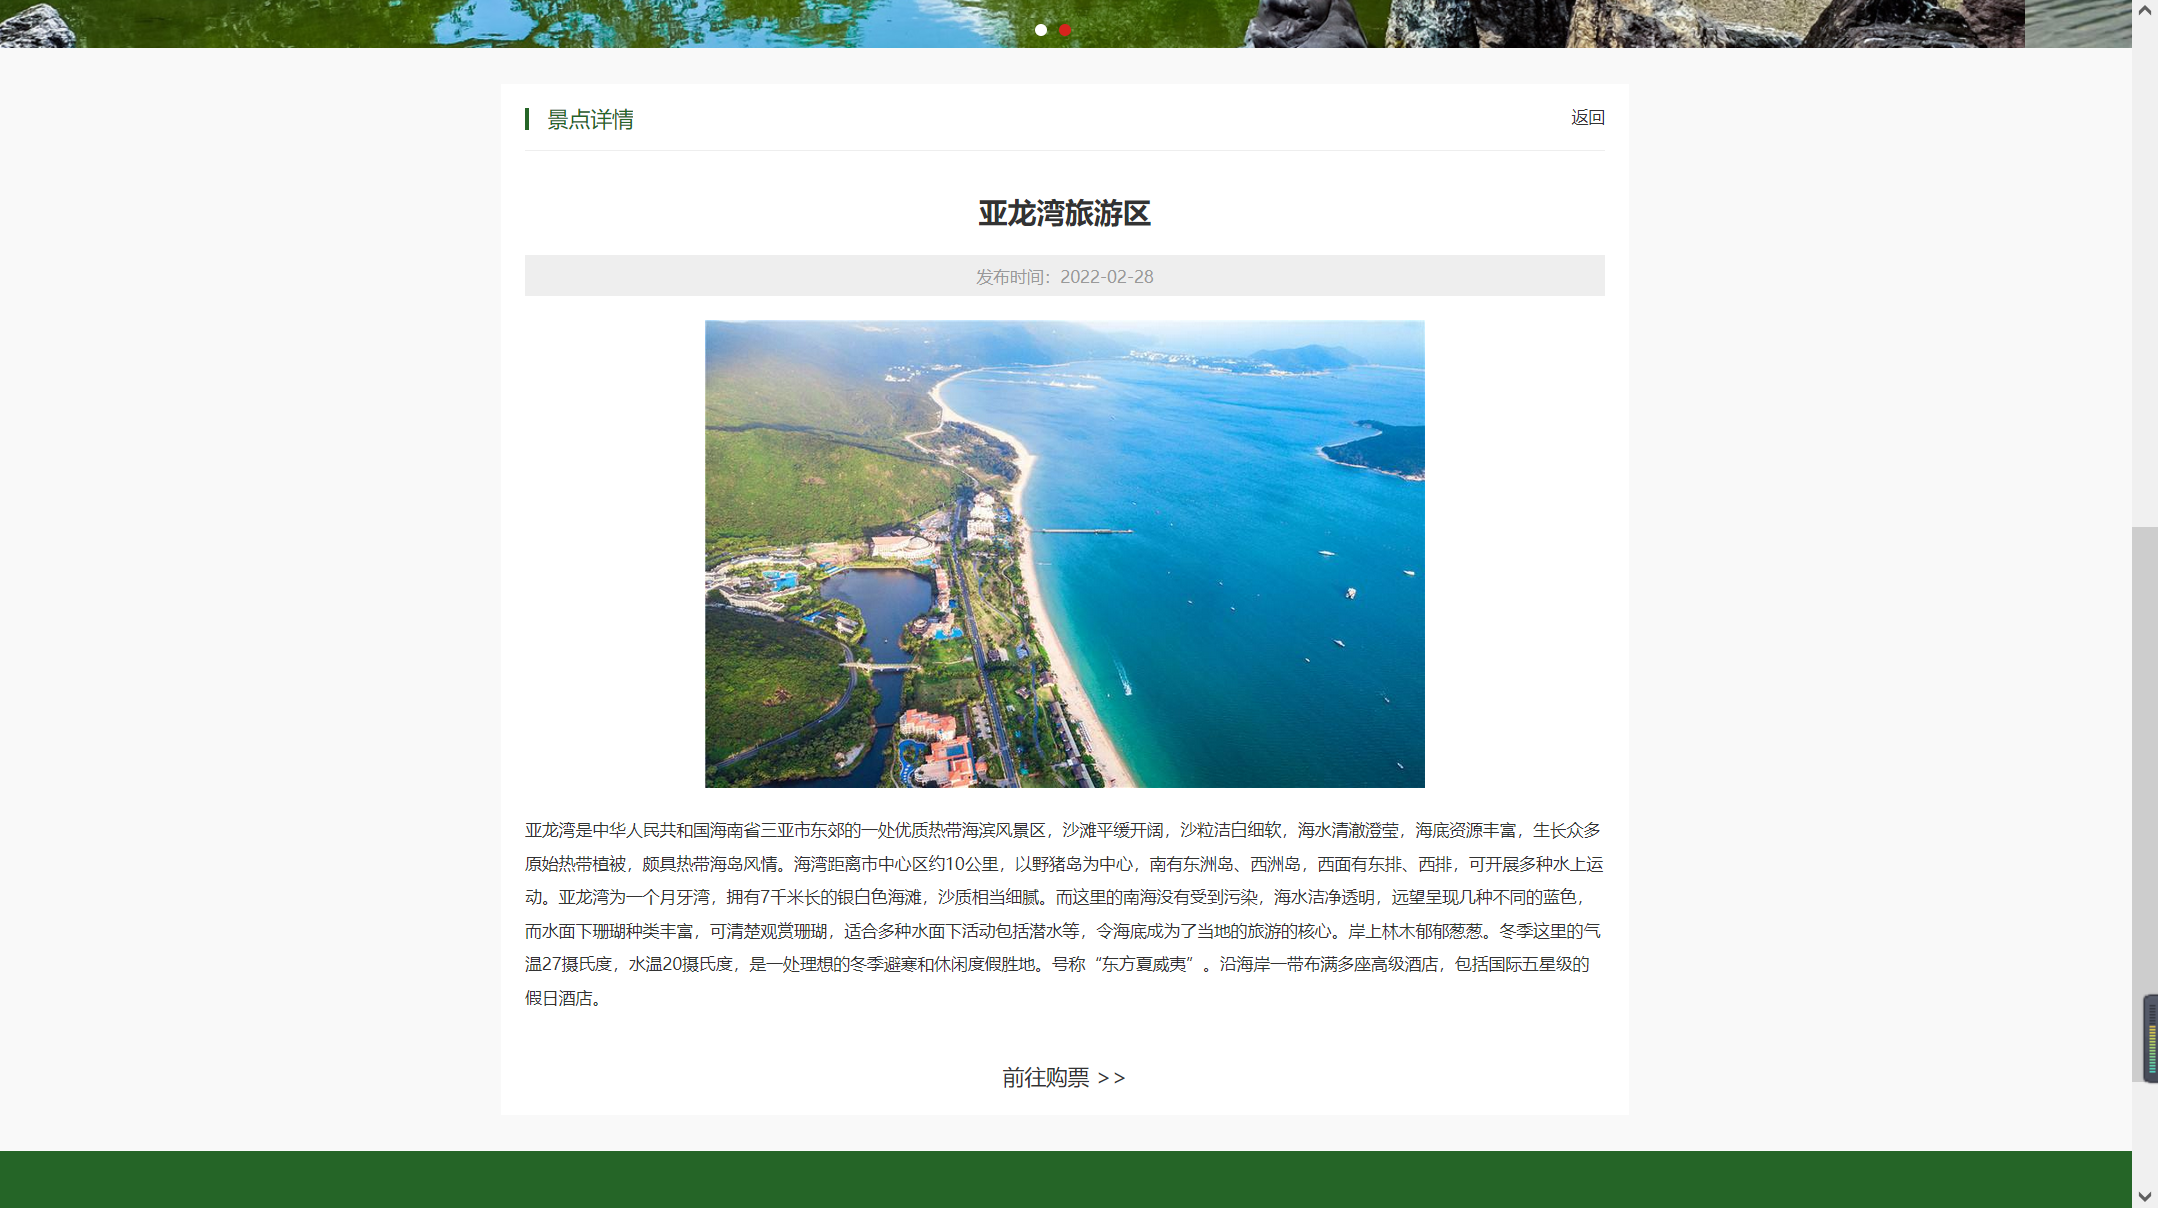 景点详情
返回
亚龙湾旅游区
发布时间：2022-02-28
亚龙湾是中华人民共和国海南省三亚市东郊的一处优质热带海滨风景区，沙滩平缓开阔，沙粒洁白细软，海水清澈澄莹，海底资源丰富，生长众多
原始热带植被，颇具热带海岛风情。海湾距离市中心区约10公里，以野猪岛为中心，南有东洲岛、西洲岛，西面有东排、西排，可开展多种水上运
动。亚龙湾为一个月牙湾，拥有7千米长的银白色海滩，沙质相当细腻。而这里的南海没有受到污染，海水洁净透明，远望呈现几种不同的蓝色，
而水面下珊瑚种类丰富，可清楚观赏珊瑚，适合多种水面下活动包括潜水等，令海底成为了当地的旅游的核心。岸上林木郁郁葱葱。冬季这里的气
温27摄氏度，水温20摄氏度，是一处理想的冬季避寒和休闲度假胜地。号称“东方夏威夷”。沿海岸一带布满多座高级酒店，包括国际五星级的
假日酒店。
前往购票 >>